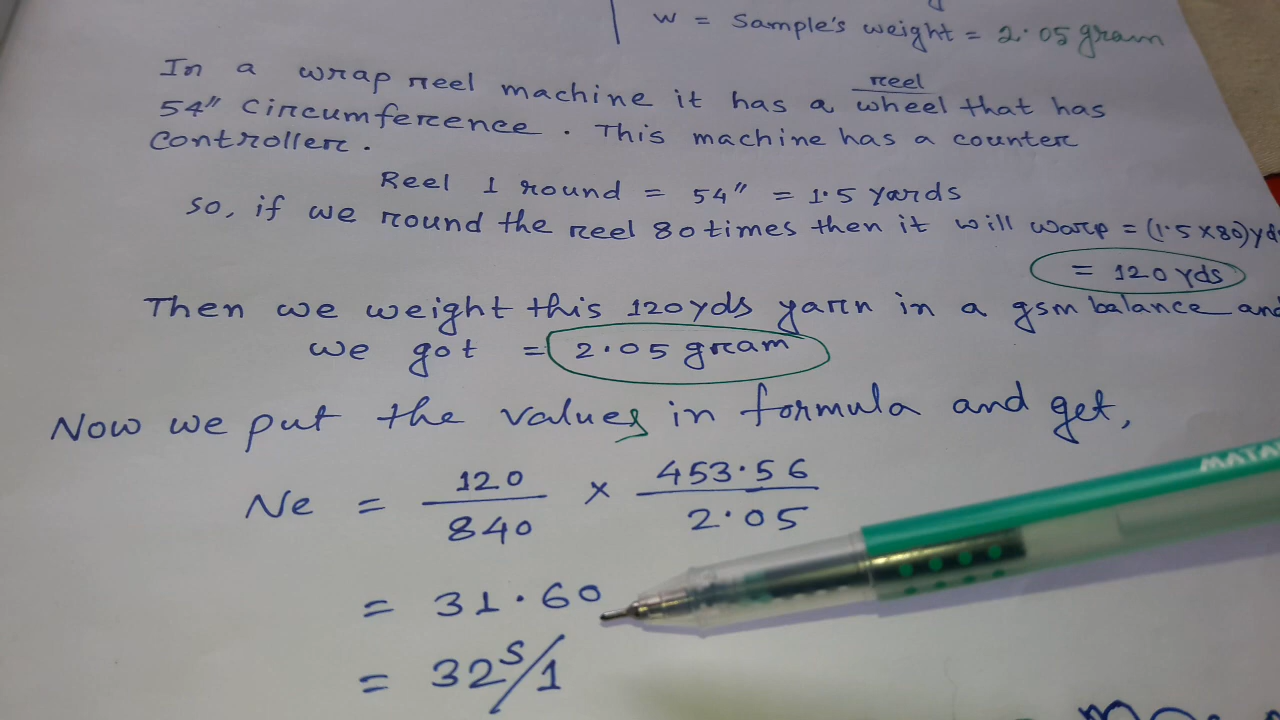 w = Sample's weight = 2.05 gram
In a wrap reel machine it has a reel
wheel that has
54" Circumference. This machine has a counter
Controller.
Reel 1 round = 54" = 1.5 yards
so, if we round the reel 80 times then it will warp = (1.5 x 80) yd
= 120 yds
Then we weight this 120 yds yarn in a gsm balance and
we got = 2.05 gram
Now we put the values in formula and get,
Ne = 120/840 × 453.56/2.05
= 31.60
= 32ˢ/1
MATA